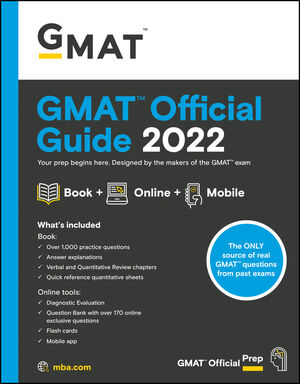 GMAT™
GMAT™ Official
Guide 2022
Your prep begins here. Designed by the makers of the GMAT™ exam
Book + Online + Mobile
What's included
Book:
✓ Over 1,000 practice questions
✓ Answer explanations
✓ Verbal and Quantitative Review chapters
✓ Quick reference quantitative sheets
Online tools:
✓ Diagnostic Evaluation
✓ Question Bank with over 170 online
exclusive questions
✓ Flash cards
✓ Mobile app
The ONLY
source of real
GMAT™ questions
from past exams
mba.com
GMAT™ Official Prep